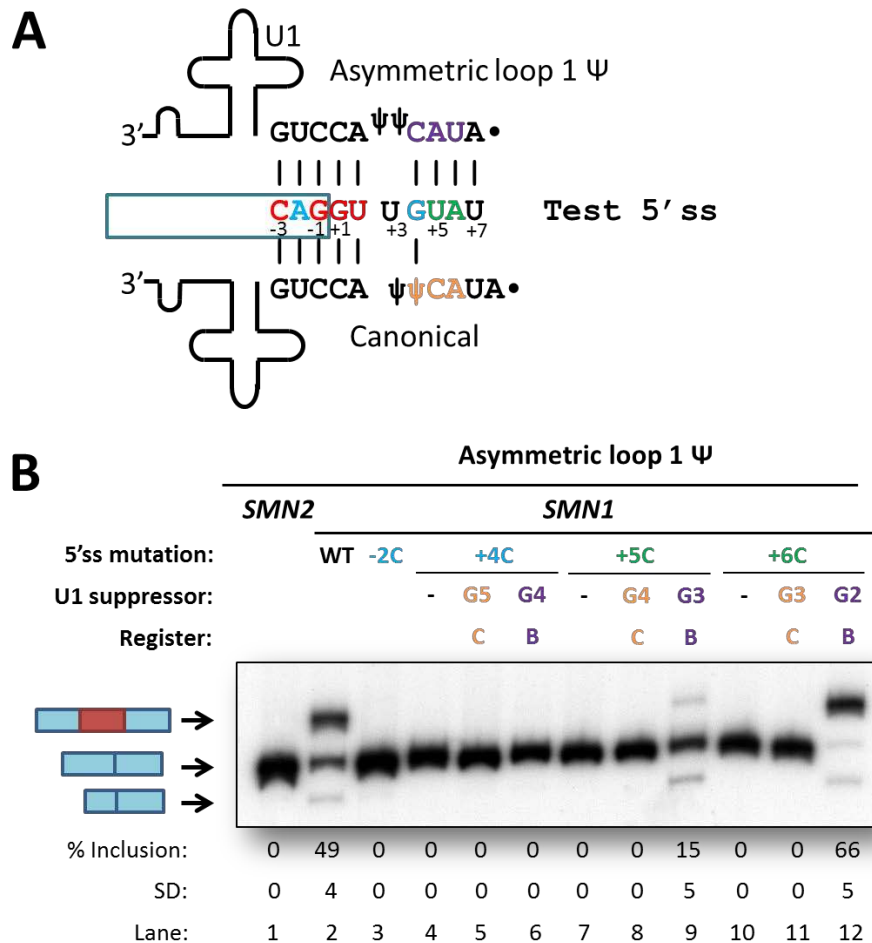 A
U1
Asymmetric loop 1 Ψ
3’ GUCCAψψCAUA•
CAGGU UGUAU Test 5’ss
-3 -1 +1 +3 +5 +7
3’ GUCCA ψψCAUA•
Canonical
B
Asymmetric loop 1 Ψ
SMN2 SMN1
5’ss mutation: WT -2C +4C +5C +6C
U1 suppressor: - G5 G4 - G4 G3 - G3 G2
Register: C B C B C B
% Inclusion: 0 49 0 0 0 0 0 0 15 0 0 66
SD: 0 4 0 0 0 0 0 0 5 0 0 5
Lane: 1 2 3 4 5 6 7 8 9 10 11 12